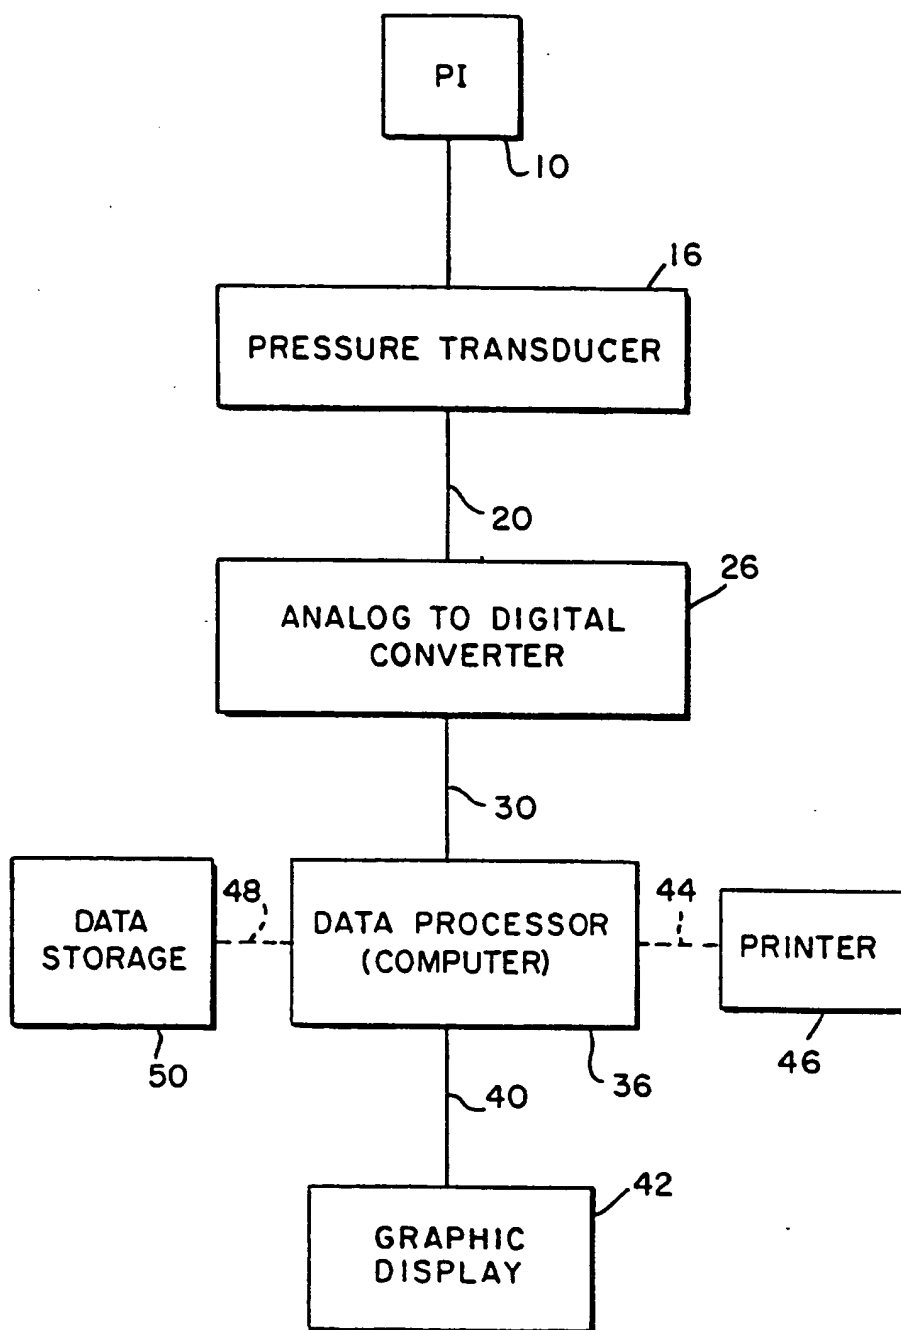 PI
10
16
PRESSURE TRANSDUCER
20
26
ANALOG TO DIGITAL
CONVERTER
30
48
44
DATA
STORAGE
DATA PROCESSOR
(COMPUTER)
PRINTER
50
40
36
46
42
GRAPHIC
DISPLAY